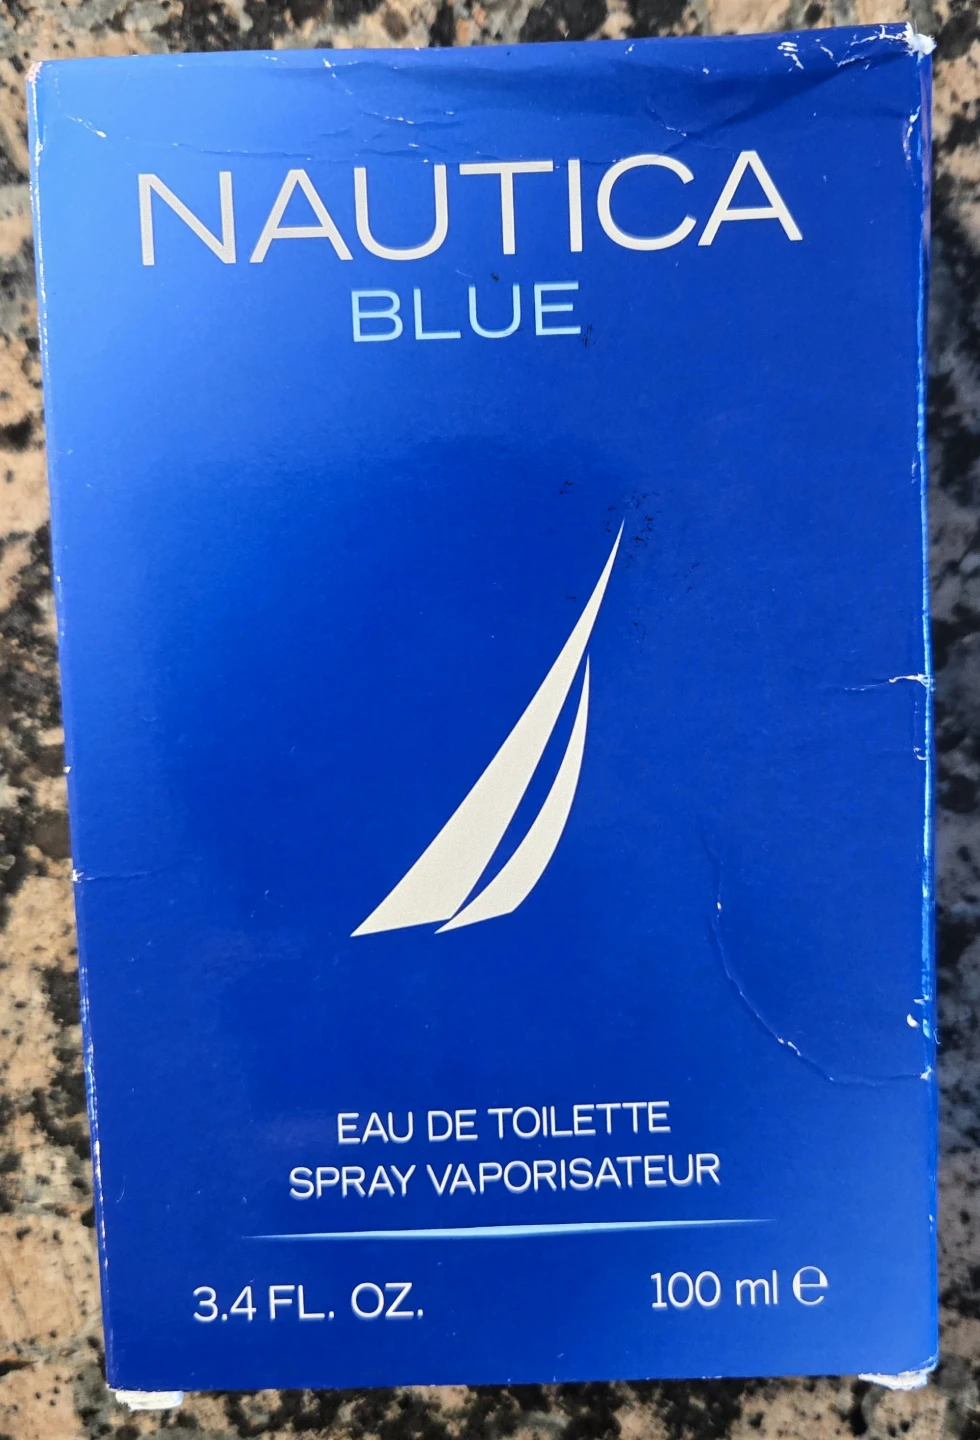 NAUTICA
BLUE
EAU DE TOILETTE
SPRAY VAPORISATEUR
3.4 FL. OZ. 100 ml ℮